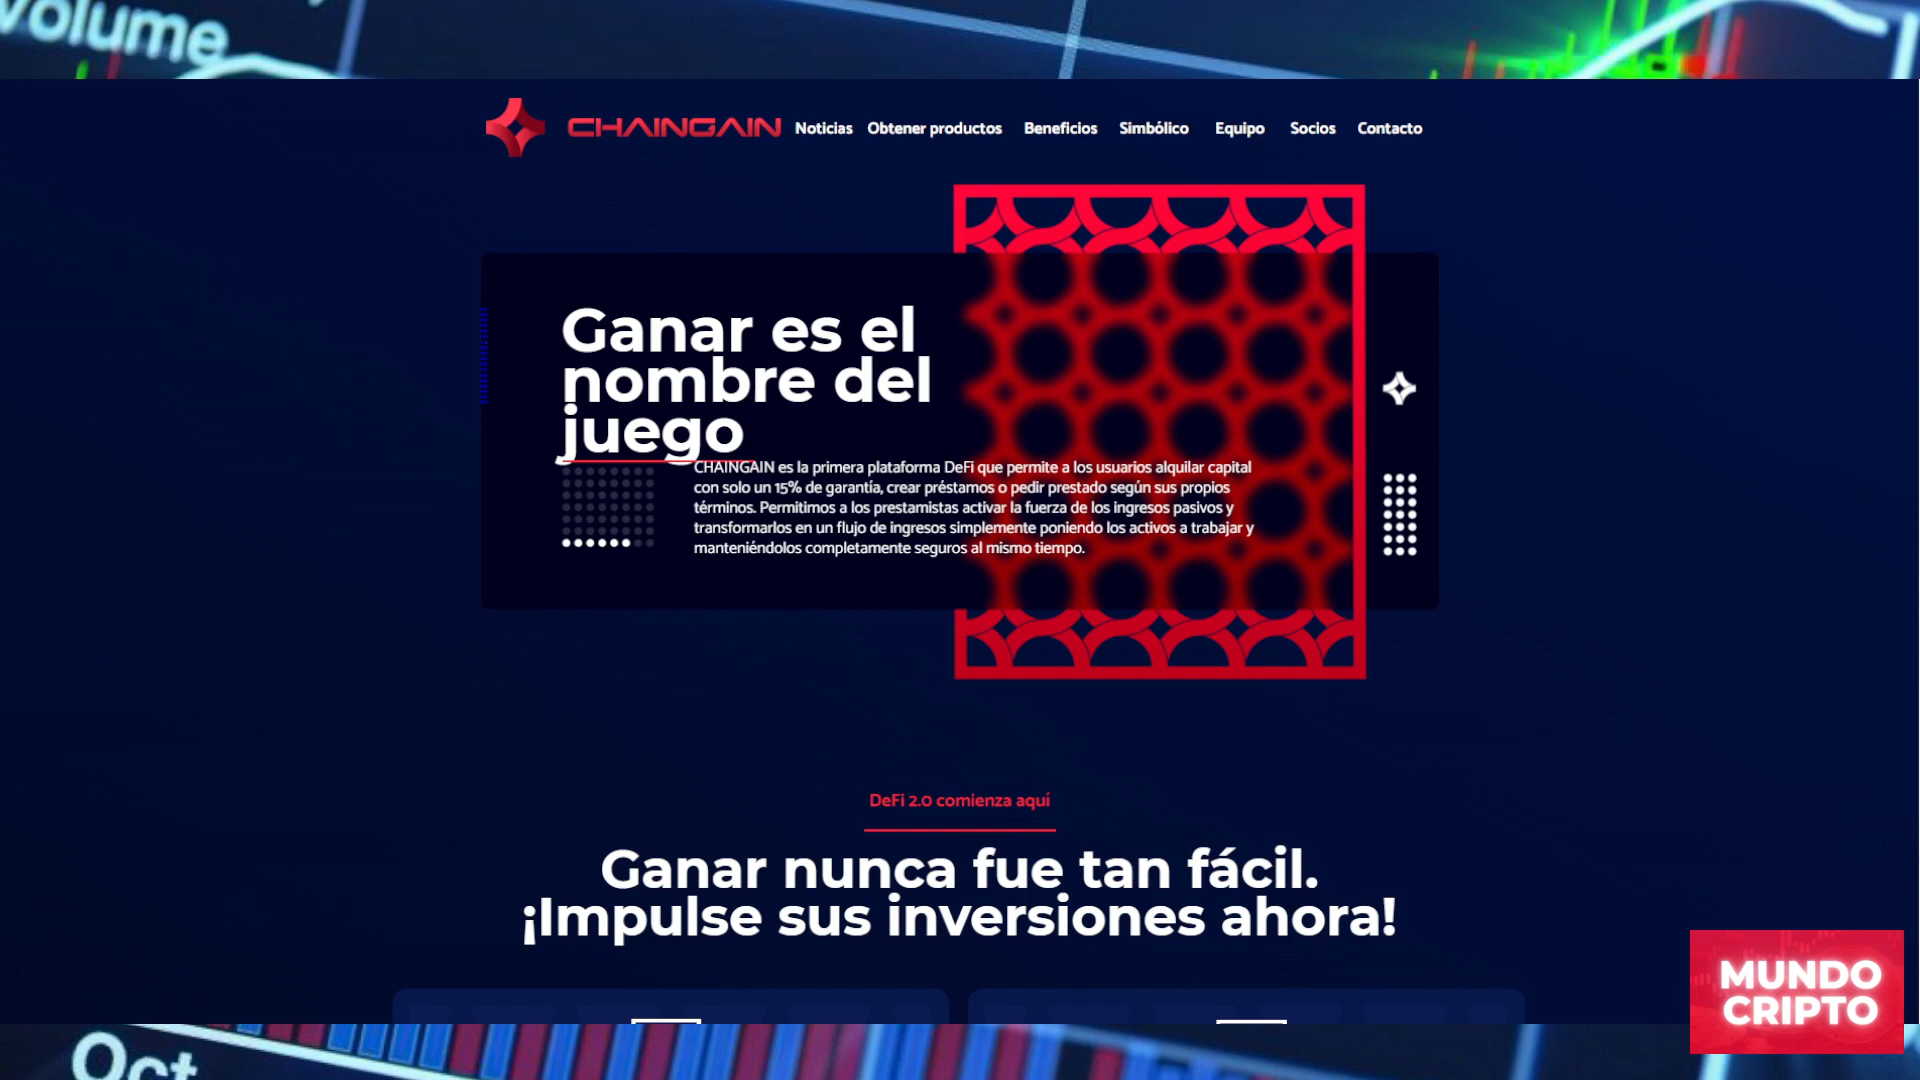 Volume
CHAINGAIN
Noticias Obtener productos Beneficios Simbólico Equipo Socios Contacto
Ganar es el
nombre del
juego
CHAINGAIN es la primera plataforma DeFi que permite a los usuarios alquilar capital
con solo un 15% de garantía, crear préstamos o pedir prestado según sus propios
términos. Permitimos a los prestamistas activar la fuerza de los ingresos pasivos y
transformarlos en un flujo de ingresos simplemente poniendo los activos a trabajar y
manteniéndolos completamente seguros al mismo tiempo.
DeFi 2.0 comienza aquí
Ganar nunca fue tan fácil.
¡Impulse sus inversiones ahora!
MUNDO
CRIPTO
Oct